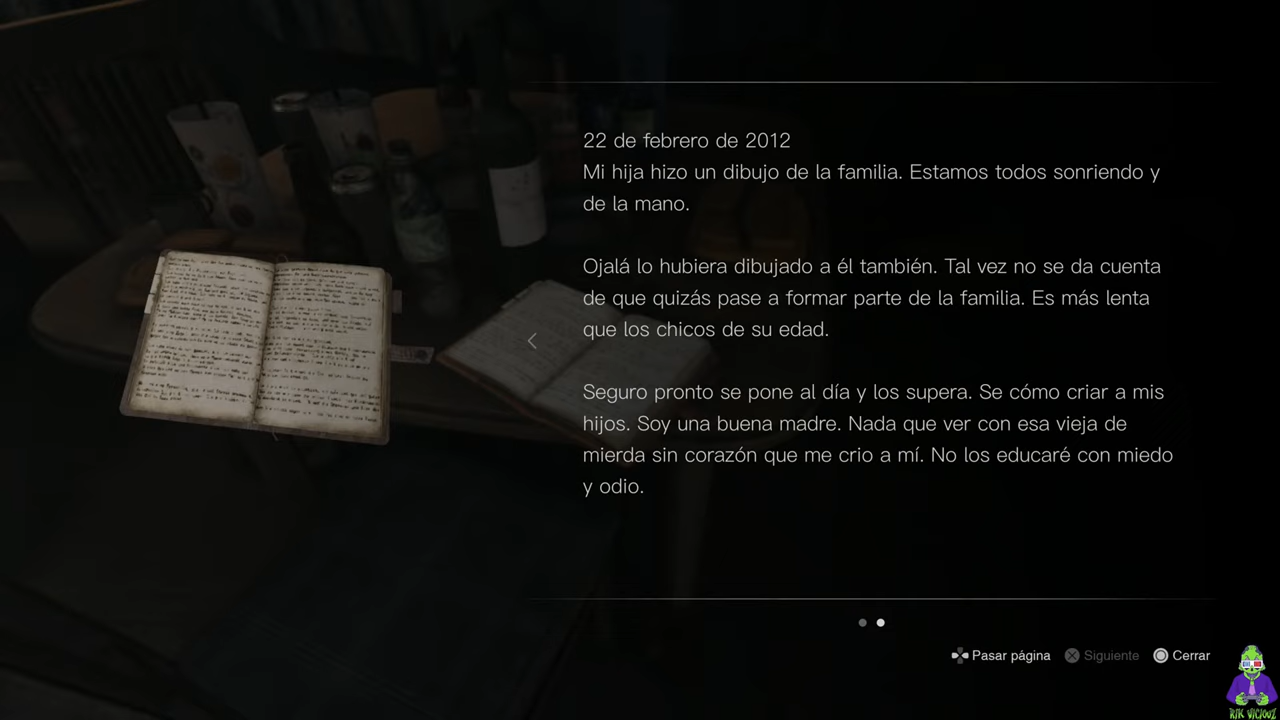 22 de febrero de 2012
Mi hija hizo un dibujo de la familia. Estamos todos sonriendo y
de la mano.
Ojalá lo hubiera dibujado a él también. Tal vez no se da cuenta
de que quizás pase a formar parte de la familia. Es más lenta
que los chicos de su edad.
Seguro pronto se pone al día y los supera. Se cómo criar a mis
hijos. Soy una buena madre. Nada que ver con esa vieja de
mierda sin corazón que me crio a mí. No los educaré con miedo
y odio.
Pasar página Siguiente Cerrar
RIK VICIOUZ